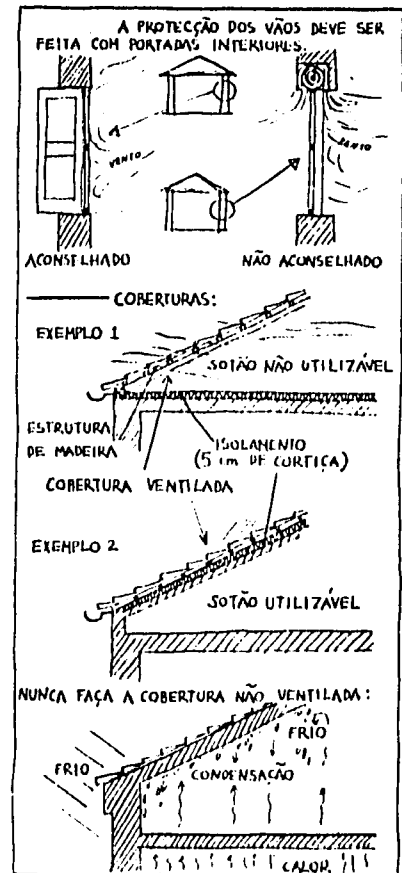 A PROTECÇÃO DOS VÃOS DEVE SER
FEITA COM PORTADAS INTERIORES.
VENTO
VENTO
ACONSELHADO
NÃO ACONSELHADO
COBERTURAS:
EXEMPLO 1
SOTÃO NÃO UTILIZÁVEL
ESTRUTURA
DE MADEIRA
ISOLAMENTO
(5 cm DE CORTIÇA)
COBERTURA VENTILADA
EXEMPLO 2
SOTÃO UTILIZÁVEL
NUNCA FAÇA A COBERTURA NÃO VENTILADA:
FRIO
FRIO
CONDENSAÇÃO
CALOR.